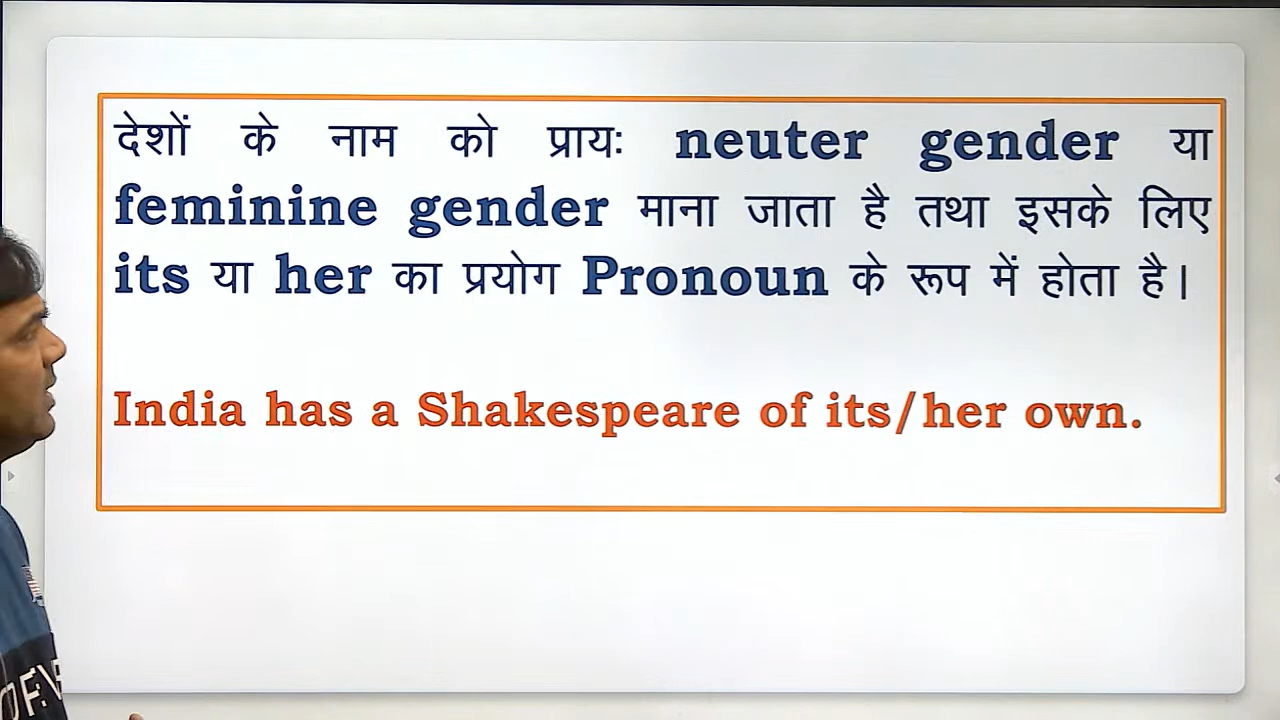 देशों के नाम को प्रायः neuter gender या
feminine gender माना जाता है तथा इसके लिए
its या her का प्रयोग Pronoun के रूप में होता है।
India has a Shakespeare of its/her own.